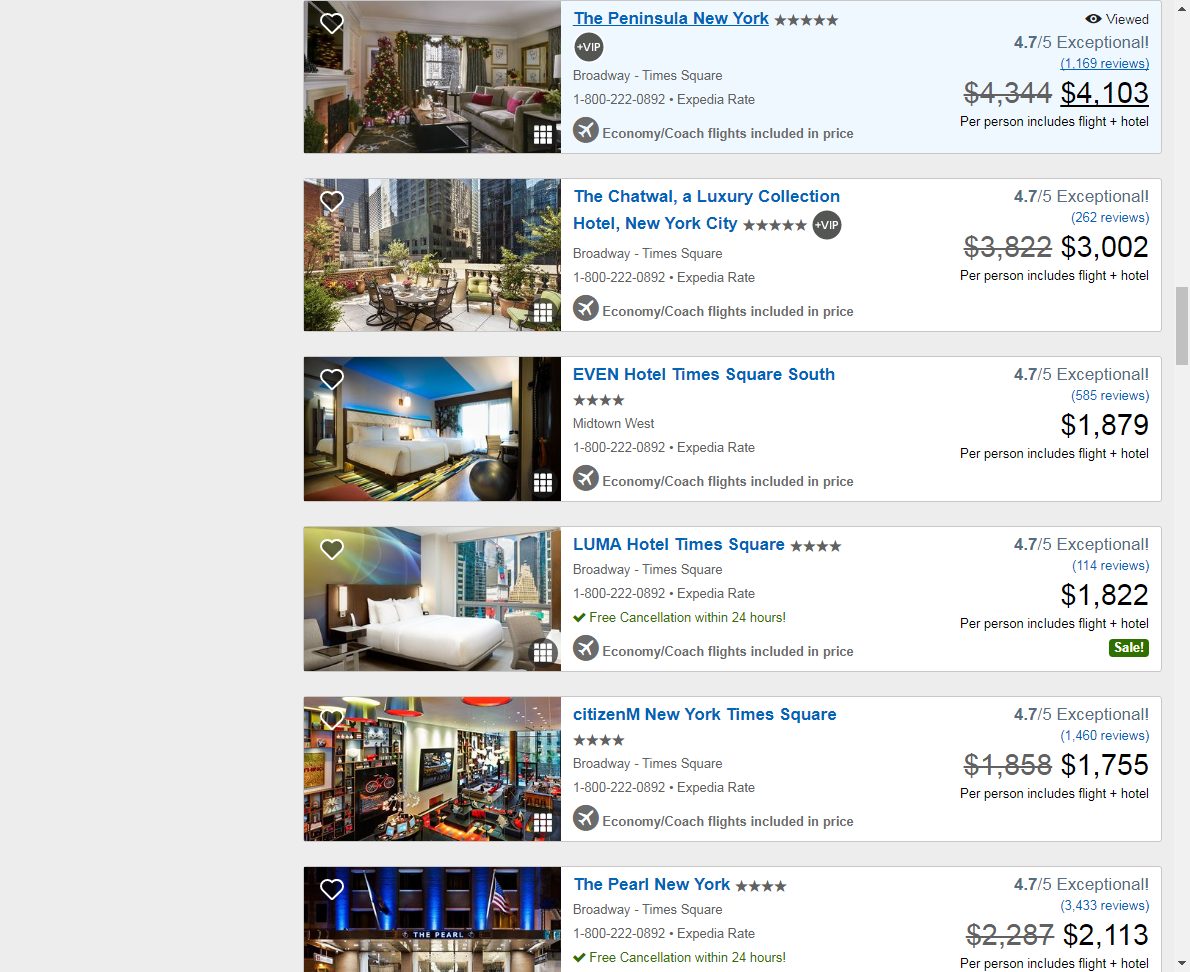 The Peninsula New York ★★★★★
Viewed
+VIP
4.7/5 Exceptional!
(1,169 reviews)
Broadway - Times Square
$4,344 $4,103
1-800-222-0892 • Expedia Rate
Per person includes flight + hotel
Economy/Coach flights included in price
The Chatwal, a Luxury Collection
Hotel, New York City ★★★★★ +VIP
4.7/5 Exceptional!
(262 reviews)
Broadway - Times Square
$3,822 $3,002
1-800-222-0892 • Expedia Rate
Per person includes flight + hotel
Economy/Coach flights included in price
EVEN Hotel Times Square South
★★★★
4.7/5 Exceptional!
(585 reviews)
Midtown West
$1,879
1-800-222-0892 • Expedia Rate
Per person includes flight + hotel
Economy/Coach flights included in price
LUMA Hotel Times Square ★★★★
4.7/5 Exceptional!
(114 reviews)
Broadway - Times Square
$1,822
1-800-222-0892 • Expedia Rate
Free Cancellation within 24 hours!
Per person includes flight + hotel
Sale!
Economy/Coach flights included in price
citizenM New York Times Square
★★★★
4.7/5 Exceptional!
(1,460 reviews)
Broadway - Times Square
$1,858 $1,755
1-800-222-0892 • Expedia Rate
Per person includes flight + hotel
Economy/Coach flights included in price
THE PEARL
The Pearl New York ★★★★
4.7/5 Exceptional!
(3,433 reviews)
Broadway - Times Square
$2,287 $2,113
1-800-222-0892 • Expedia Rate
Free Cancellation within 24 hours!
Per person includes flight + hotel